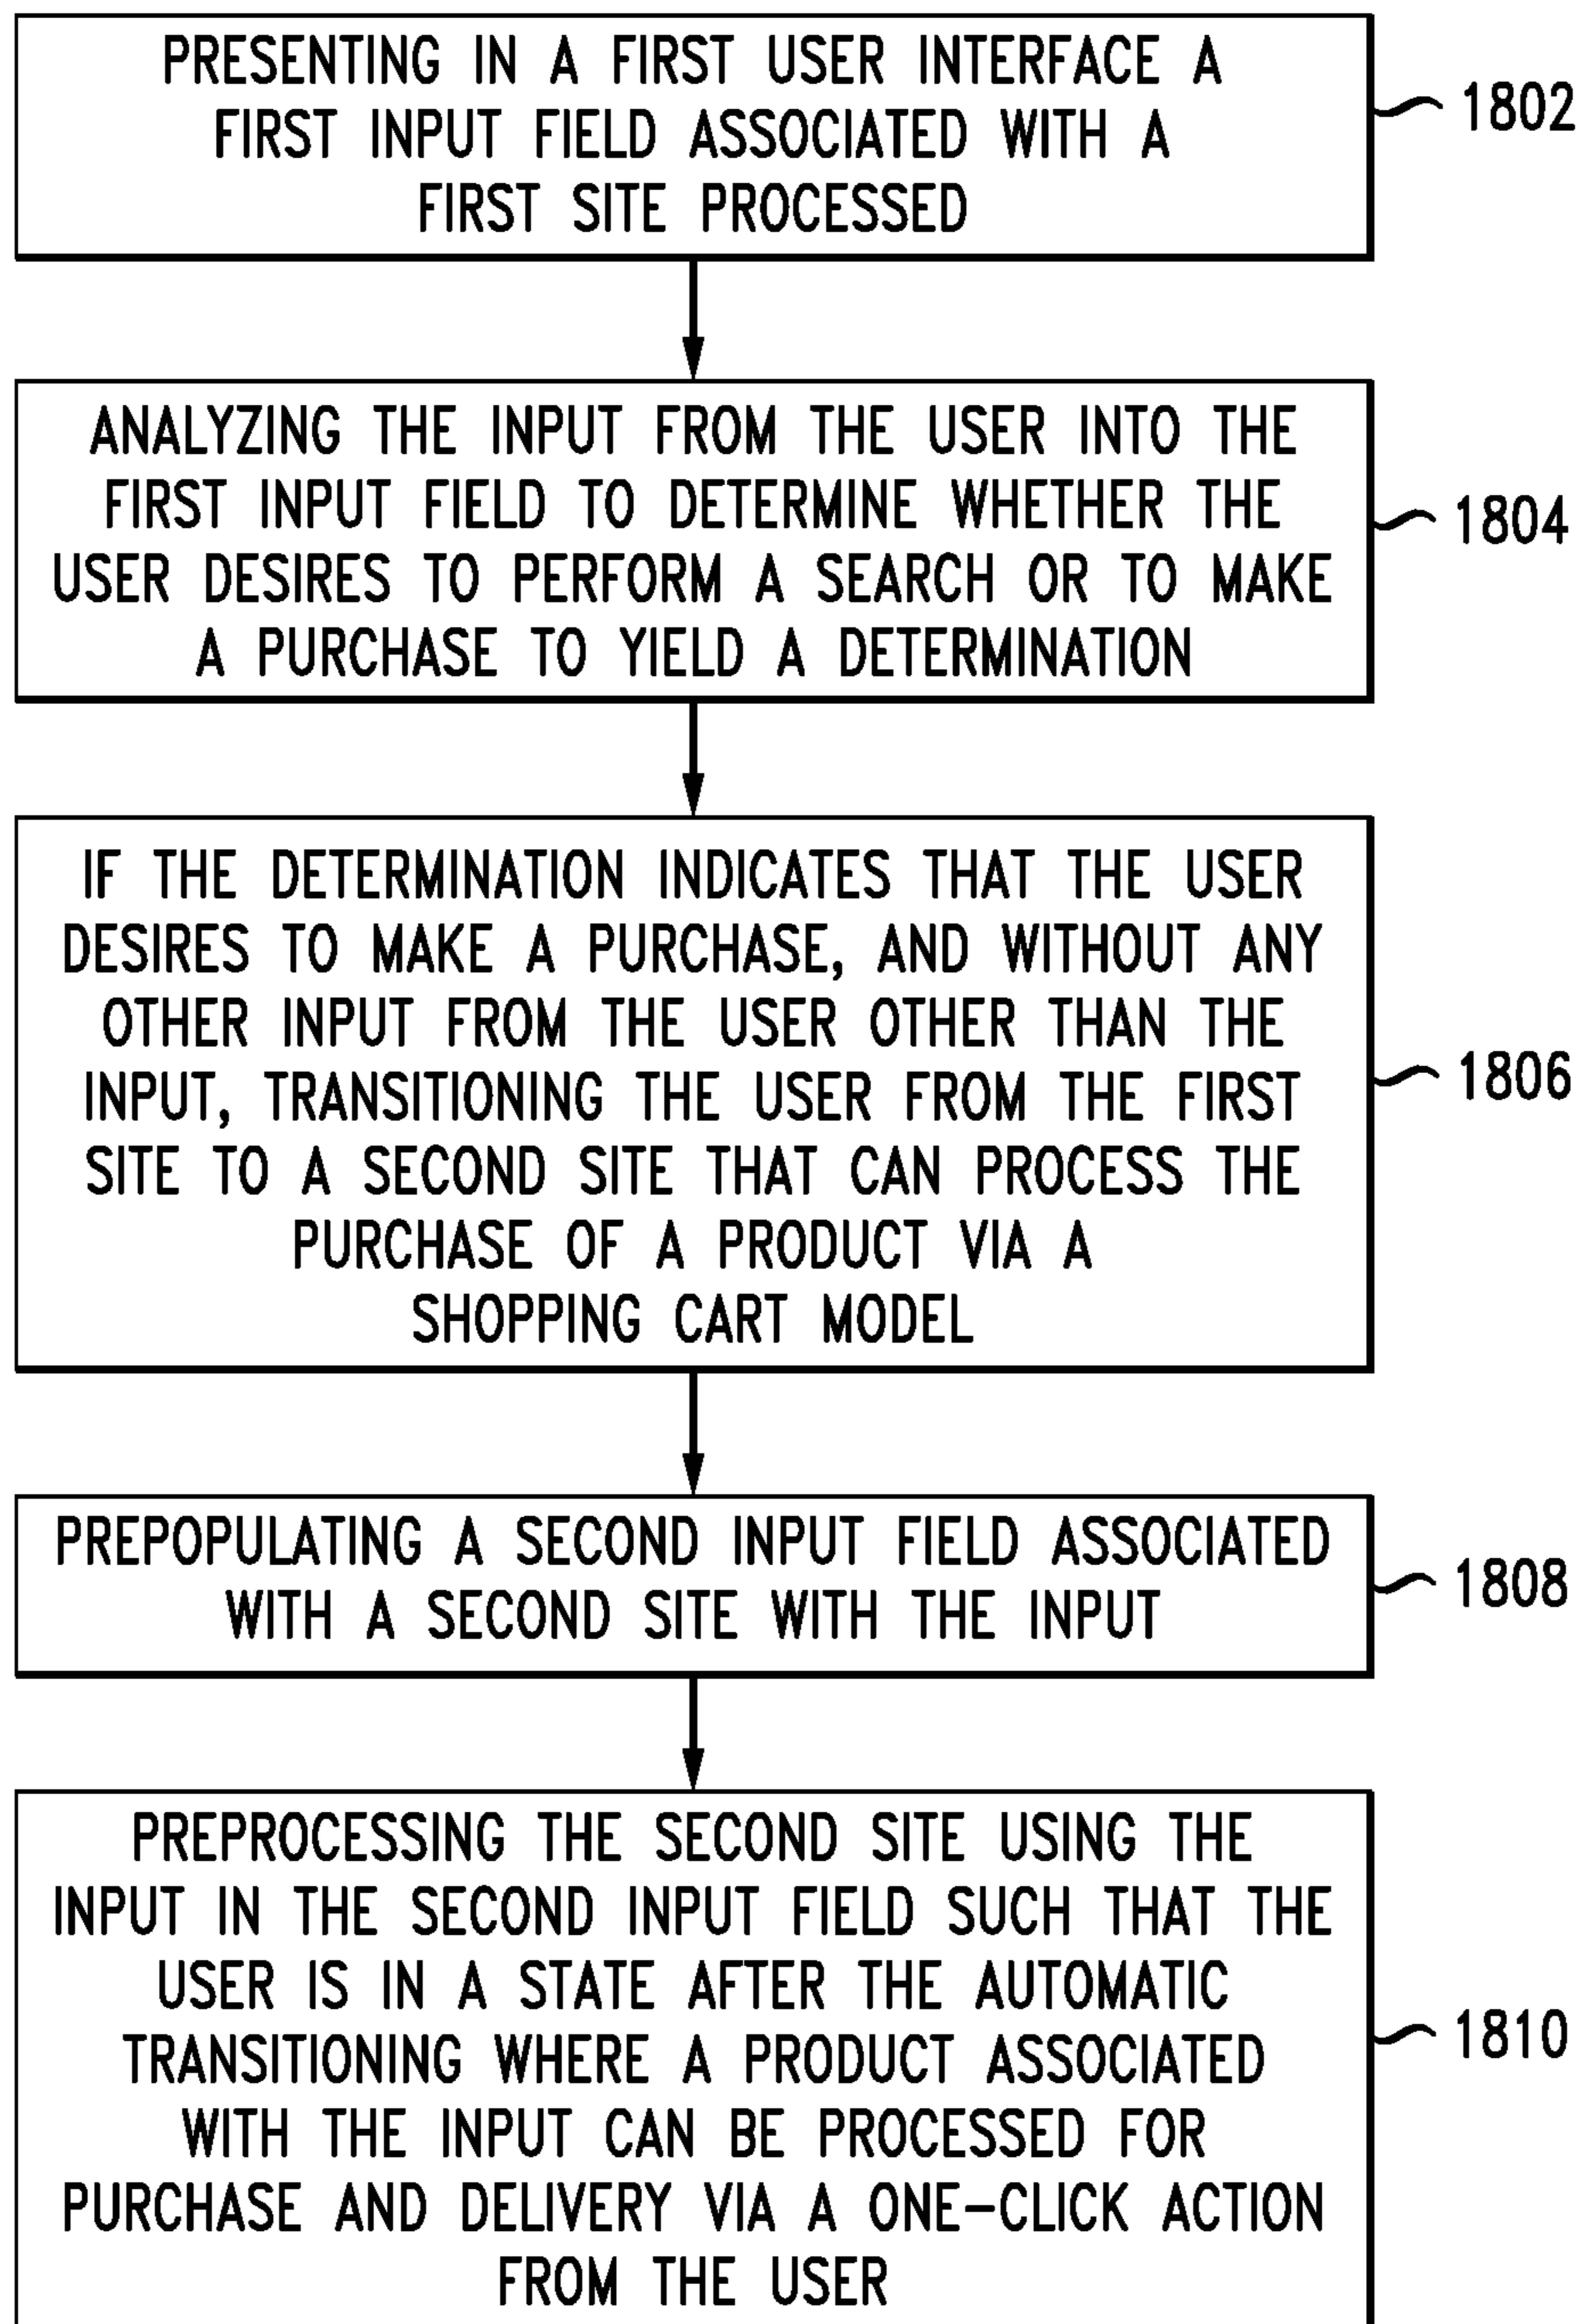 PRESENTING IN A FIRST USER INTERFACE A
FIRST INPUT FIELD ASSOCIATED WITH A
FIRST SITE PROCESSED
1802
ANALYZING THE INPUT FROM THE USER INTO THE
FIRST INPUT FIELD TO DETERMINE WHETHER THE
USER DESIRES TO PERFORM A SEARCH OR TO MAKE
A PURCHASE TO YIELD A DETERMINATION
1804
IF THE DETERMINATION INDICATES THAT THE USER
DESIRES TO MAKE A PURCHASE, AND WITHOUT ANY
OTHER INPUT FROM THE USER OTHER THAN THE
INPUT, TRANSITIONING THE USER FROM THE FIRST
SITE TO A SECOND SITE THAT CAN PROCESS THE
PURCHASE OF A PRODUCT VIA A
SHOPPING CART MODEL
1806
PREPOPULATING A SECOND INPUT FIELD ASSOCIATED
WITH A SECOND SITE WITH THE INPUT
1808
PREPROCESSING THE SECOND SITE USING THE
INPUT IN THE SECOND INPUT FIELD SUCH THAT THE
USER IS IN A STATE AFTER THE AUTOMATIC
TRANSITIONING WHERE A PRODUCT ASSOCIATED
WITH THE INPUT CAN BE PROCESSED FOR
PURCHASE AND DELIVERY VIA A ONE-CLICK ACTION
FROM THE USER
1810